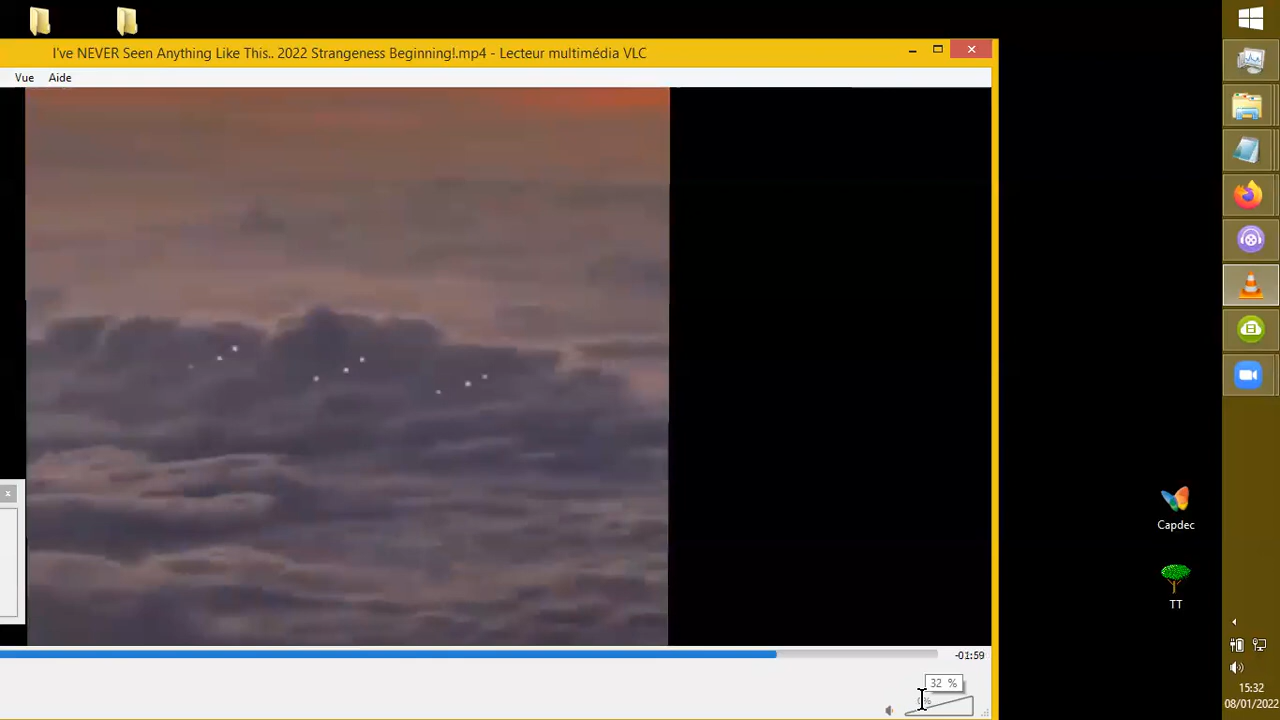 I've NEVER Seen Anything Like This.. 2022 Strangeness Beginning!.mp4 - Lecteur multimédia VLC
Vue Aide
Capdec
TT
-01:59
32 %
15:32
08/01/2022